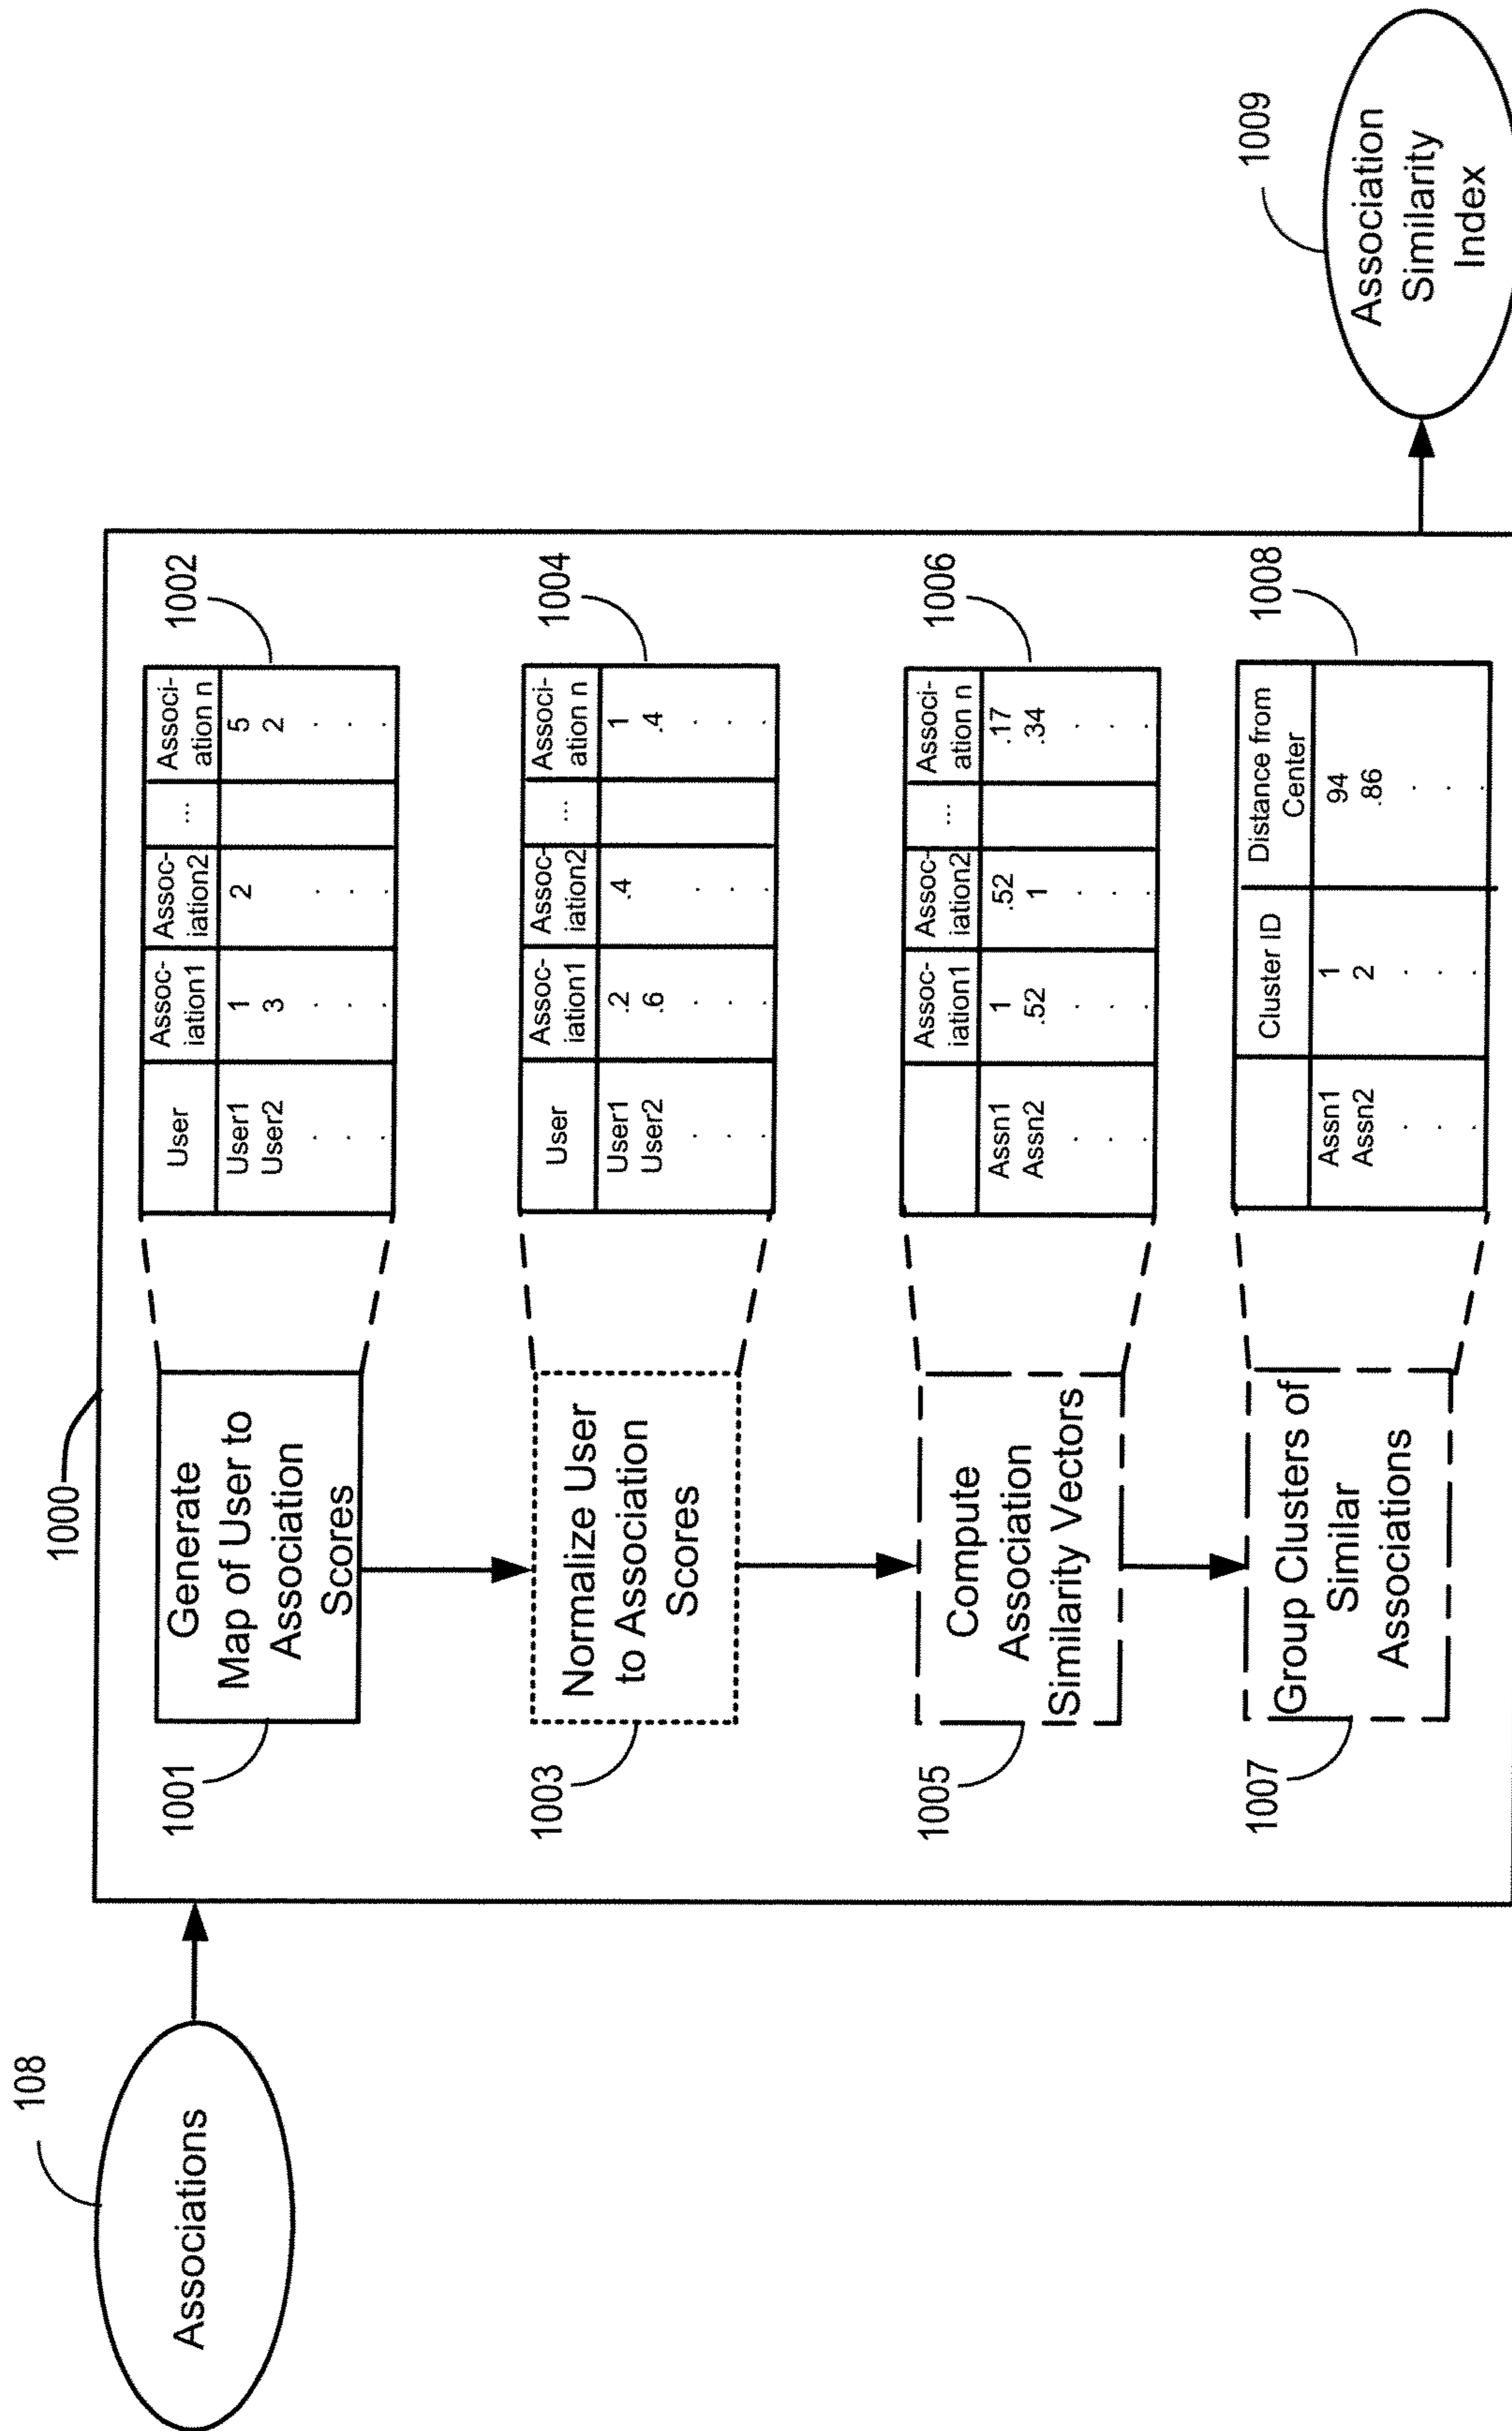 108
Associations
1000
1001
Generate
Map of User to
Association
Scores
User
Assoc-
iation1
Assoc-
iation2
...
Associ-
ation n
User1
1
2
5
User2
3
2
.
.
.
.
.
.
.
.
.
.
.
.
1002
1003
Normalize User
to Association
Scores
User
Assoc-
iation1
Assoc-
iation2
...
Associ-
ation n
User1
.2
.4
1
User2
.6
.4
.
.
.
.
.
.
.
.
.
.
.
.
1004
1005
Compute
Association
Similarity Vectors
Assoc-
iation1
Assoc-
iation2
...
Associ-
ation n
Assn1
1
.52
.17
Assn2
.52
1
.34
.
.
.
.
.
.
.
.
.
.
.
.
1006
1007
Group Clusters of
Similar
Associations
Cluster ID
Distance from
Center
Assn1
1
94
Assn2
2
.86
.
.
.
.
.
.
.
.
.
1008
1009
Association
Similarity
Index